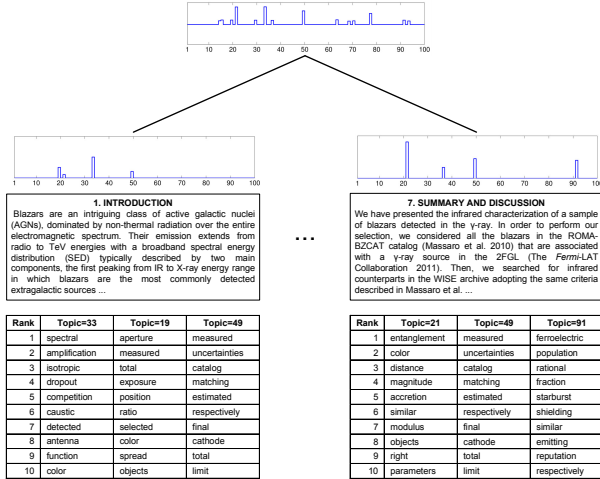 1 10 20 30 40 50 60 70 80 90 100
1 10 20 30 40 50 60 70 80 90 100
1 10 20 30 40 50 60 70 80 90 100
1. INTRODUCTION
Blazars are an intriguing class of active galactic nuclei
(AGNs), dominated by non-thermal radiation over the entire
electromagnetic spectrum. Their emission extends from
radio to TeV energies with a broadband spectral energy
distribution (SED) typically described by two main
components, the first peaking from IR to X-ray energy range
in which blazars are the most commonly detected
extragalactic sources ...
...
7. SUMMARY AND DISCUSSION
We have presented the infrared characterization of a sample
of blazars detected in the γ-ray. In order to perform our
selection, we considered all the blazars in the ROMA-
BZCAT catalog (Massaro et al. 2010) that are associated
with a γ-ray source in the 2FGL (The Fermi-LAT
Collaboration 2011). Then, we searched for infrared
counterparts in the WISE archive adopting the same criteria
described in Massaro et al. ...
Rank Topic=33 Topic=19 Topic=49
1 spectral aperture measured
2 amplification measured uncertainties
3 isotropic total catalog
4 dropout exposure matching
5 competition position estimated
6 caustic ratio respectively
7 detected selected final
8 antenna color cathode
9 function spread total
10 color objects limit
Rank Topic=21 Topic=49 Topic=91
1 entanglement measured ferroelectric
2 color uncertainties population
3 distance catalog rational
4 magnitude matching fraction
5 accretion estimated starburst
6 similar respectively shielding
7 modulus final similar
8 objects cathode emitting
9 right total reputation
10 parameters limit respectively